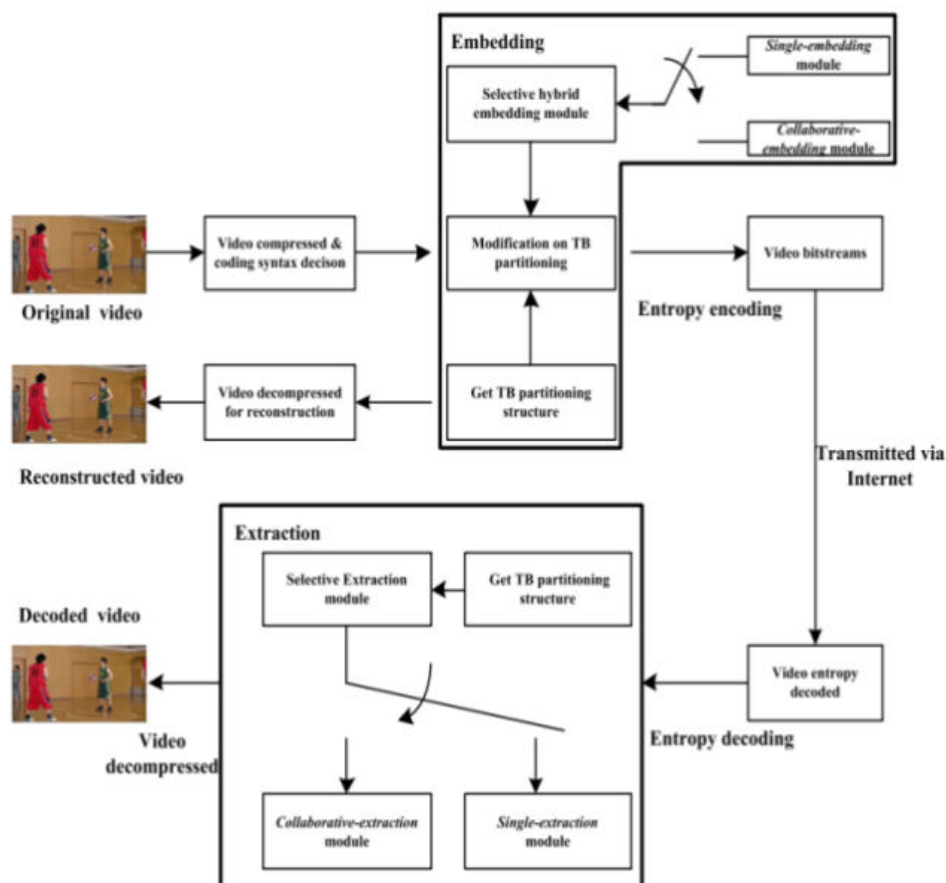 Embedding
Single-embedding
module
Selective hybrid
embedding module
Collaborative-
embedding module
Video compressed &
coding syntax decison
Modification on TB
partitioning
Video bitstreams
Original video
Entropy encoding
Video decompressed
for reconstruction
Get TB partitioning
structure
Reconstructed video
Transmitted via
Internet
Extraction
Selective Extraction
module
Get TB partitioning
structure
Decoded video
Video entropy
decoded
Video
decompressed
Entropy decoding
Collaborative-extraction
module
Single-extraction
module